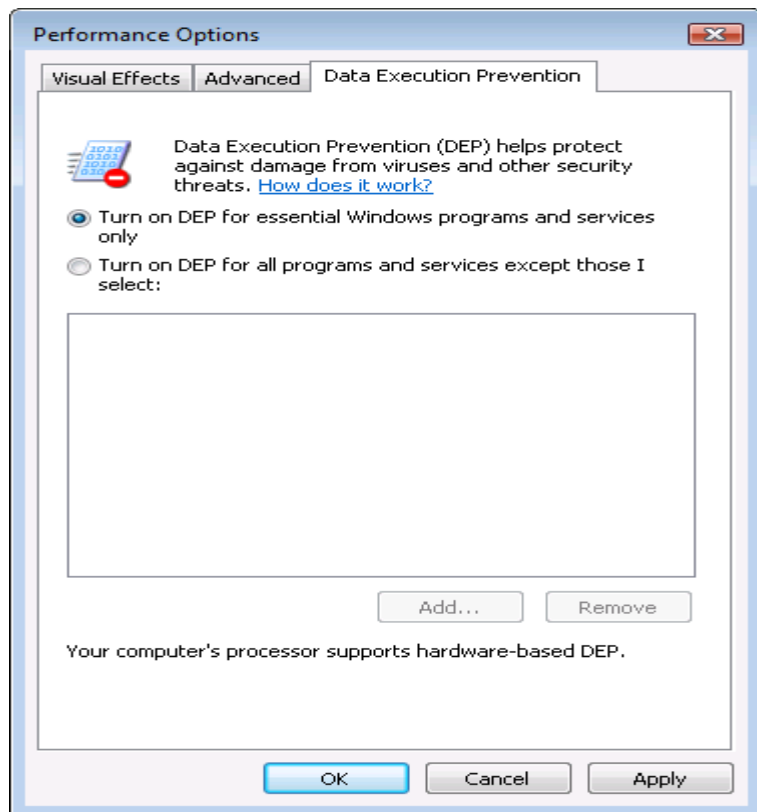 Performance Options
Visual Effects
Advanced
Data Execution Prevention
Data Execution Prevention (DEP) helps protect
against damage from viruses and other security
threats. How does it work?
Turn on DEP for essential Windows programs and services
only
Turn on DEP for all programs and services except those I
select:
Add...
Remove
Your computer's processor supports hardware-based DEP.
OK
Cancel
Apply